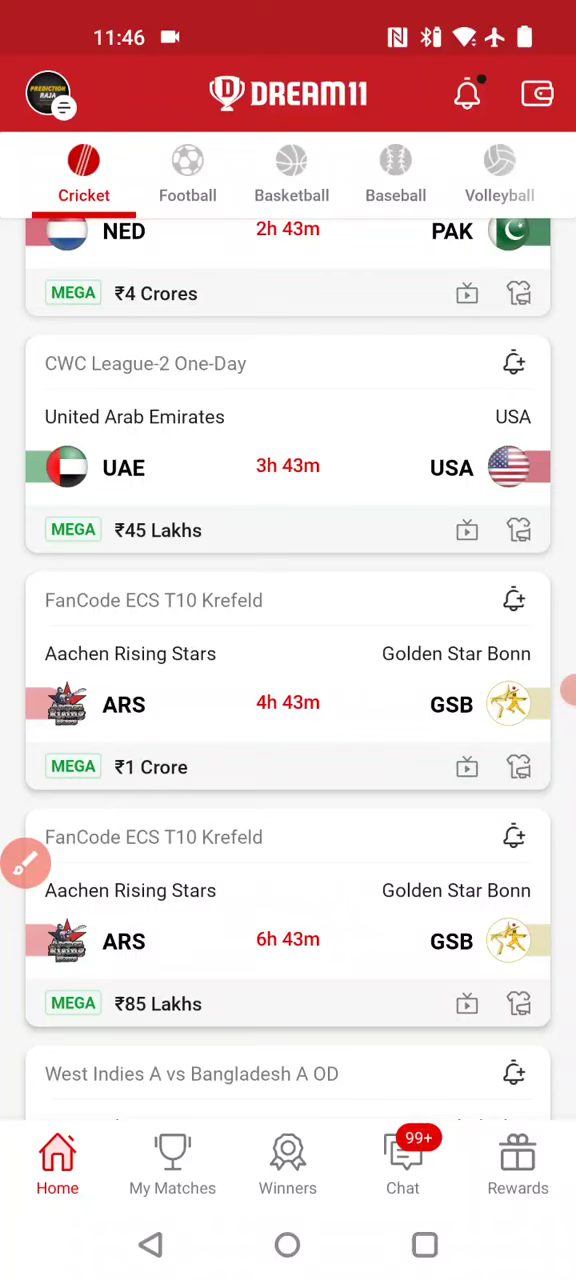 11:46
PREDICTION
RAJA
DREAM11
Cricket Football Basketball Baseball Volleyball
NED 2h 43m PAK
MEGA ₹4 Crores
CWC League-2 One-Day
United Arab Emirates USA
UAE 3h 43m USA
MEGA ₹45 Lakhs
FanCode ECS T10 Krefeld
Aachen Rising Stars Golden Star Bonn
ARS 4h 43m GSB
MEGA ₹1 Crore
FanCode ECS T10 Krefeld
Aachen Rising Stars Golden Star Bonn
ARS 6h 43m GSB
MEGA ₹85 Lakhs
West Indies A vs Bangladesh A OD
99+
Home My Matches Winners Chat Rewards